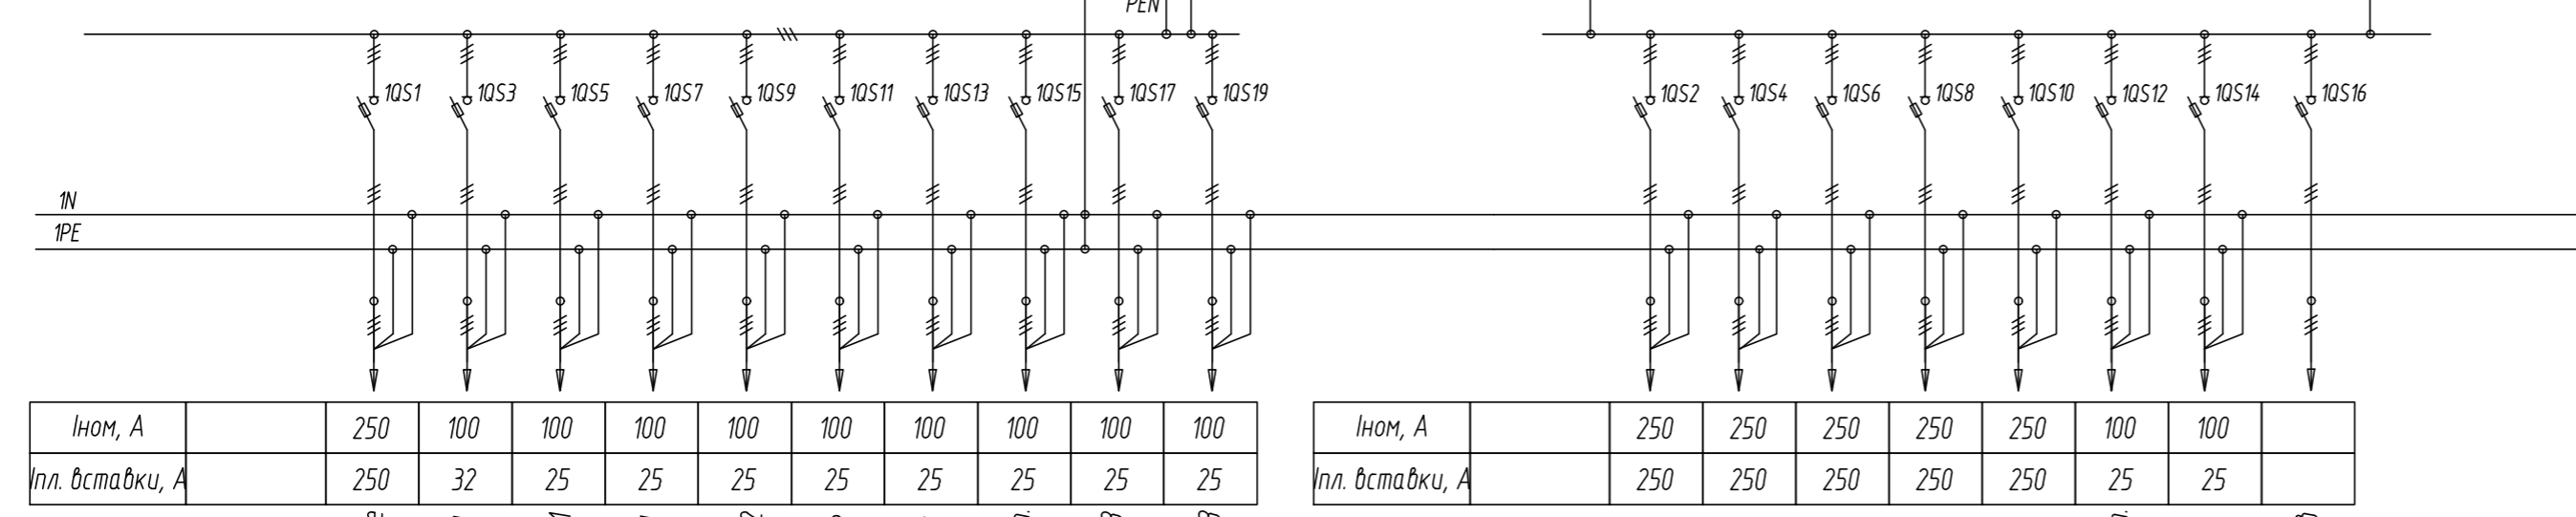 PEN
1QS1 1QS3 1QS5 1QS7 1QS9 1QS11 1QS13 1QS15 1QS17 1QS19 1QS2 1QS4 1QS6 1QS8 1QS10 1QS12 1QS14 1QS16
1N
1PE
Iном, А 250 100 100 100 100 100 100 100 100 100
Iпл. вставки, А 250 32 25 25 25 25 25 25 25 25
Iном, А 250 250 250 250 250 100 100
Iпл. вставки, А 250 250 250 250 250 25 25